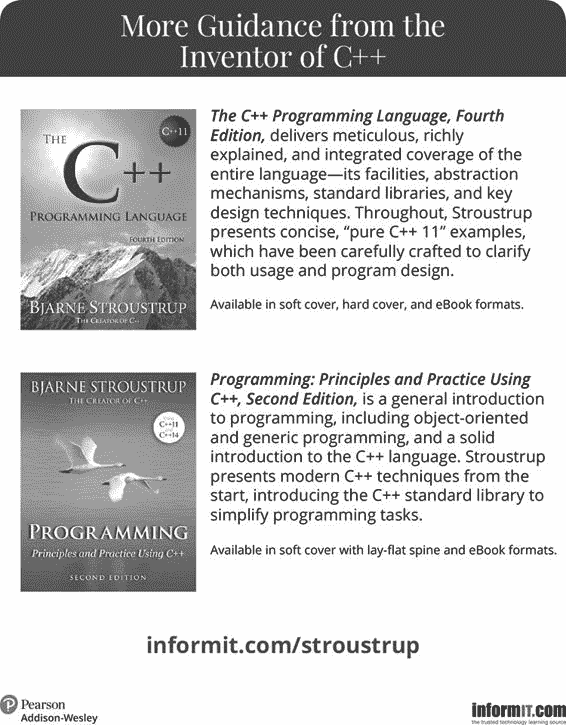 More Guidance from the
Inventor of C++
THE
C++
PROGRAMMING LANGUAGE
FOURTH EDITION
BJARNE STROUSTRUP
THE CREATOR OF C++
C++11
The C++ Programming Language, Fourth
Edition, delivers meticulous, richly
explained, and integrated coverage of the
entire language—its facilities, abstraction
mechanisms, standard libraries, and key
design techniques. Throughout, Stroustrup
presents concise, “pure C++ 11” examples,
which have been carefully crafted to clarify
both usage and program design.
Available in soft cover, hard cover, and eBook formats.
BJARNE STROUSTRUP
THE CREATOR OF C++
C++11
C++14
PROGRAMMING
Principles and Practice Using C++
SECOND EDITION
Programming: Principles and Practice Using
C++, Second Edition, is a general introduction
to programming, including object-oriented
and generic programming, and a solid
introduction to the C++ language. Stroustrup
presents modern C++ techniques from the
start, introducing the C++ standard library to
simplify programming tasks.
Available in soft cover with lay-flat spine and eBook formats.
informit.com/stroustrup
Pearson
Addison-Wesley
informIT.com
the trusted technology learning source